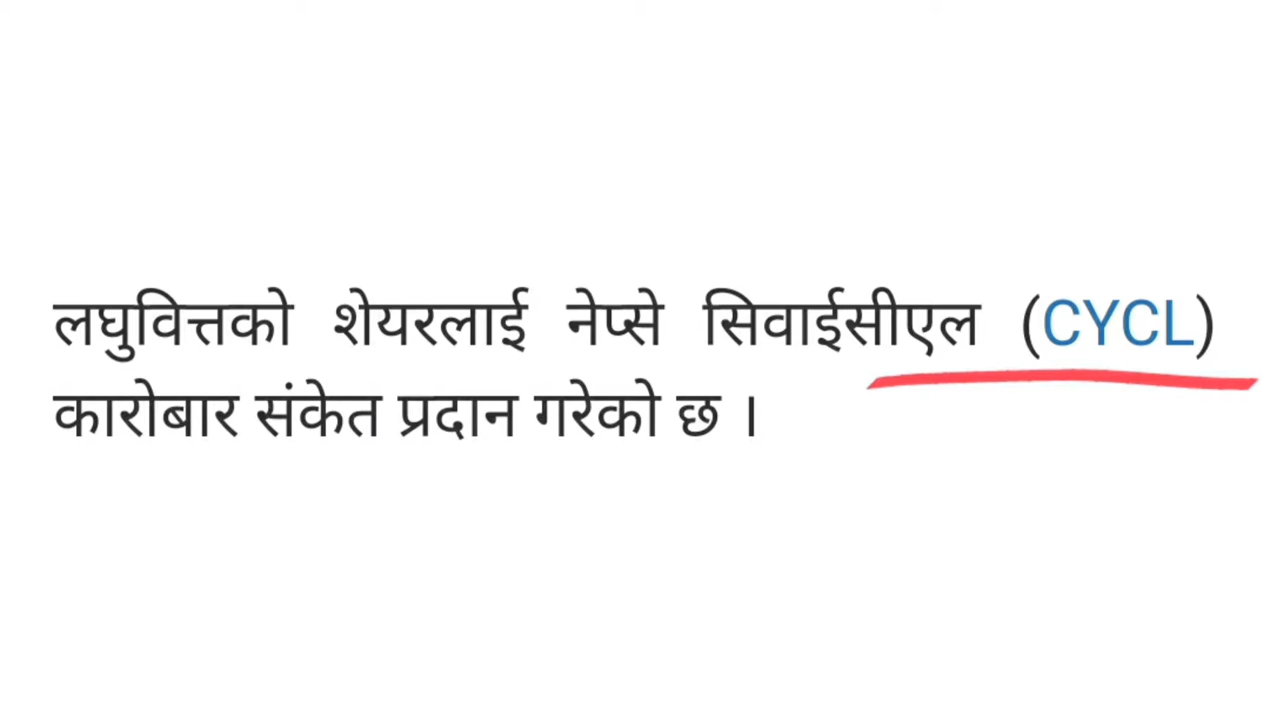 लघुवित्तको शेयरलाई नेप्से सिवाईसीएल (CYCL)
कारोबार संकेत प्रदान गरेको छ ।